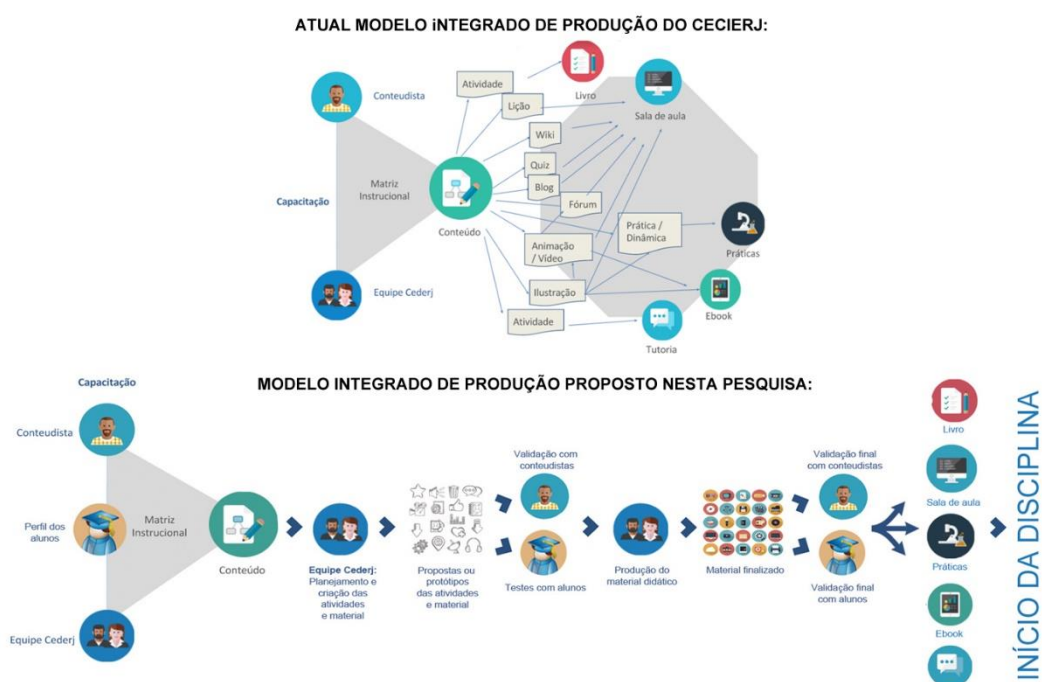 ATUAL MODELO iNTEGRADO DE PRODUÇÃO DO CECIERJ:
Conteudista
Capacitação
Matriz
Instrucional
Equipe Cederj
Conteúdo
Atividade
Lição
Wiki
Quiz
Blog
Fórum
Animação
/ Vídeo
Ilustração
Atividade
Prática /
Dinâmica
Livro
Sala de aula
Práticas
Ebook
Tutoria
MODELO INTEGRADO DE PRODUÇÃO PROPOSTO NESTA PESQUISA:
Capacitação
Conteudista
Perfil dos
alunos
Matriz
Instrucional
Equipe Cederj
Conteúdo
Equipe Cederj:
Planejamento e
criação das
atividades
e material
Propostas ou
protótipos
das atividades
e material
Validação com
conteudistas
Testes com alunos
Produção do
material didático
Material finalizado
Validação final
com conteudistas
Validação final
com alunos
Livro
Sala de aula
Práticas
Ebook
INÍCIO DA DISCIPLINA